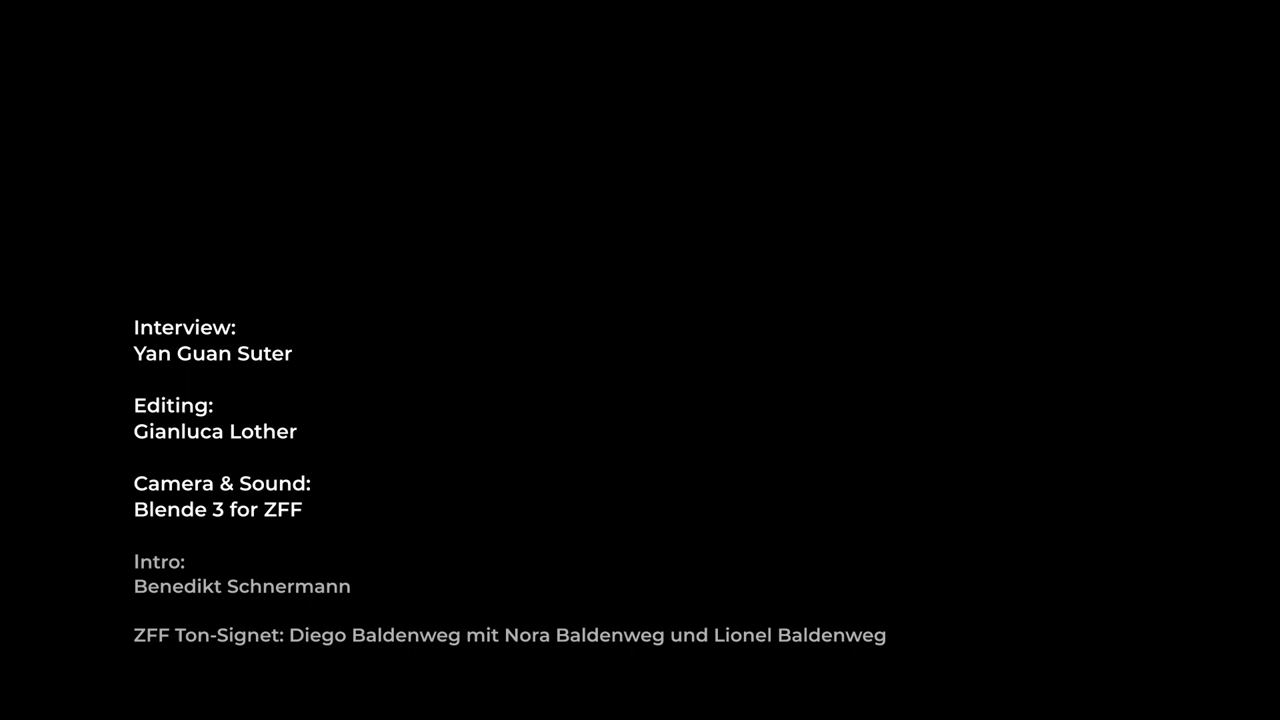 Interview:
Yan Guan Suter
Editing:
Gianluca Lother
Camera & Sound:
Blende 3 for ZFF
Intro:
Benedikt Schnermann
ZFF Ton-Signet: Diego Baldenweg mit Nora Baldenweg und Lionel Baldenweg